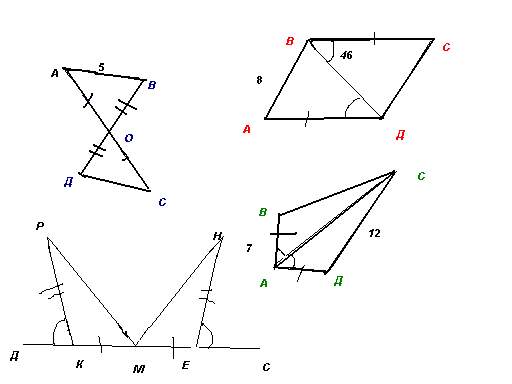 А 5 В
О
Д С
В 46 С
8
А Д
С
В
7 12
А Д
Р Н
Д К М Е С